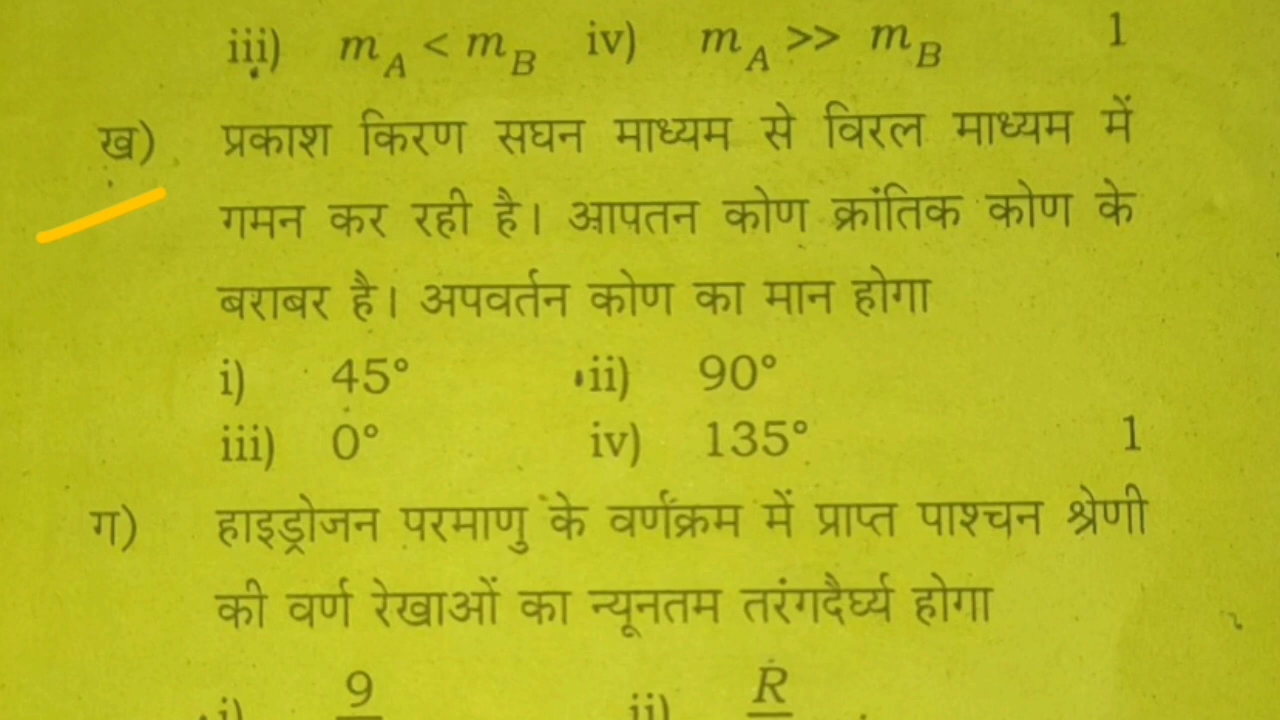 iii) m_A < m_B iv) m_A >> m_B 1
ख) प्रकाश किरण सघन माध्यम से विरल माध्यम में
गमन कर रही है। आपतन कोण क्रांतिक कोण के
बराबर है। अपवर्तन कोण का मान होगा
i) 45° ii) 90°
iii) 0° iv) 135° 1
ग) हाइड्रोजन परमाणु के वर्णक्रम में प्राप्त पाश्चन श्रेणी
की वर्ण रेखाओं का न्यूनतम तरंगदैर्घ्य होगा
i) 9 ii) R